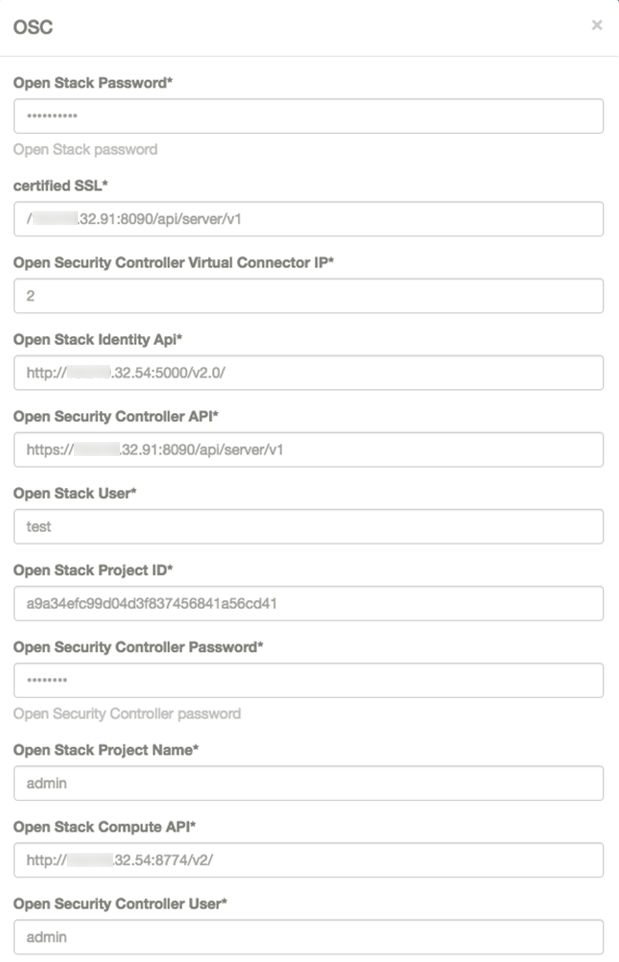 OSC ×
Open Stack Password*
••••••••••
Open Stack password
certified SSL*
/ .32.91:8090/api/server/v1
Open Security Controller Virtual Connector IP*
2
Open Stack Identity Api*
http:// .32.54:5000/v2.0/
Open Security Controller API*
https:// .32.91:8090/api/server/v1
Open Stack User*
test
Open Stack Project ID*
a9a34efc99d04d3f837456841a56cd41
Open Security Controller Password*
••••••••
Open Security Controller password
Open Stack Project Name*
admin
Open Stack Compute API*
http:// .32.54:8774/v2/
Open Security Controller User*
admin